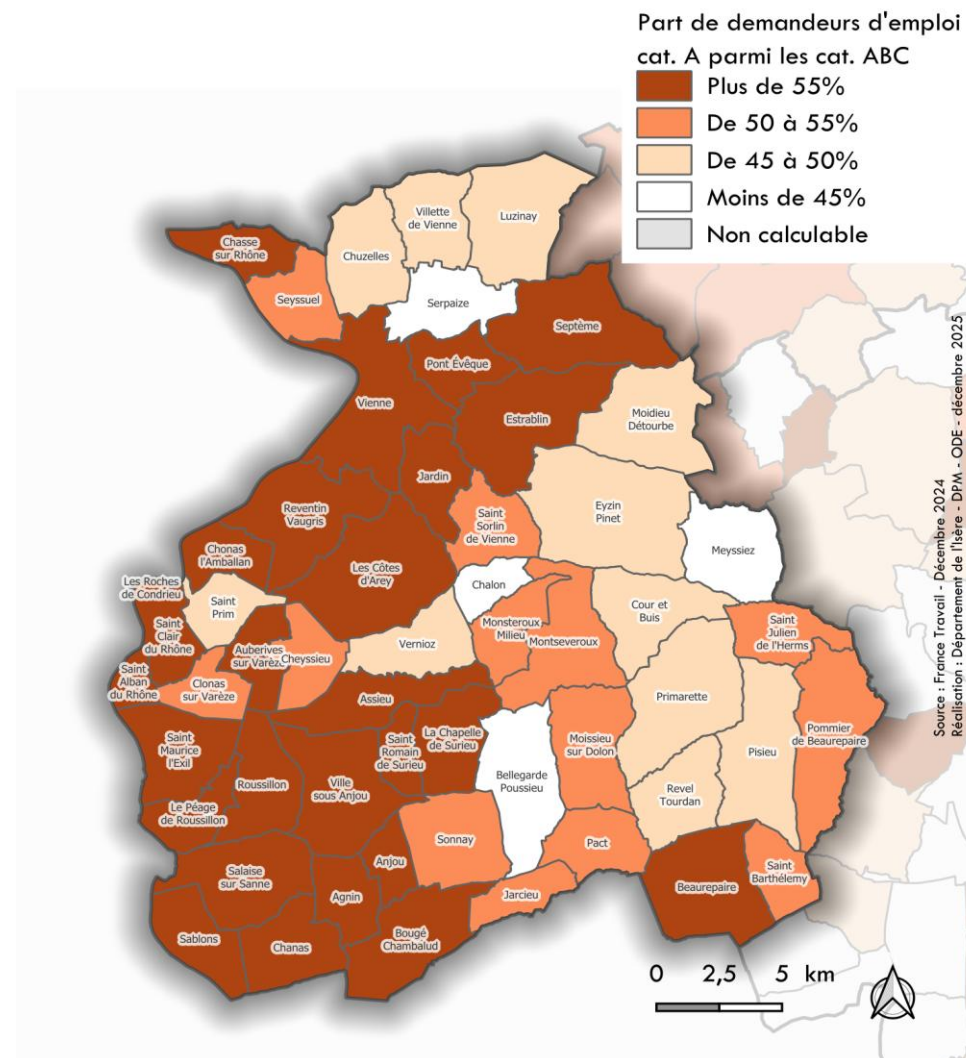 Part de demandeurs d'emploi
cat. A parmi les cat. ABC
Plus de 55%
De 50 à 55%
De 45 à 50%
Moins de 45%
Non calculable
Villette
de Vienne
Luzinay
Chuzelles
Chasse
sur Rhône
Seyssuel
Serpaize
Septème
Pont Évêque
Vienne
Estrablin
Moidieu
Détourbe
Jardin
Reventin
Vaugris
Saint
Sorlin
de Vienne
Eyzin
Pinet
Meyssiez
Chonas
l'Amballan
Les Côtes
d'Arey
Chalon
Les Roches
de Condrieu
Saint
Prim
Saint
Clair
du Rhône
Auberives
sur Varèze
Cheyssieu
Vernioz
Monsteroux
Milieu
Montseveroux
Cour et
Buis
Saint
Julien
de l'Herms
Saint
Alban
du Rhône
Clonas
sur Varèze
Assieu
Primarette
Saint
Maurice
l'Exil
Roussillon
Ville
sous Anjou
Saint
Romain
de Surieu
La Chapelle
de Surieu
Bellegarde
Poussieu
Moissieu
sur Dolon
Pisieu
Pommier
de Beaurepaire
Revel
Tourdan
Le Péage
de Roussillon
Sonnay
Pact
Anjou
Salaise
sur Sanne
Agnin
Jarcieu
Beaurepaire
Saint
Barthélemy
Sablons
Chanas
Bougé
Chambalud
0 2,5 5 km
Source : France Travail - Décembre 2024
Réalisation : Département de l'Isère - DPM - ODE - décembre 2025